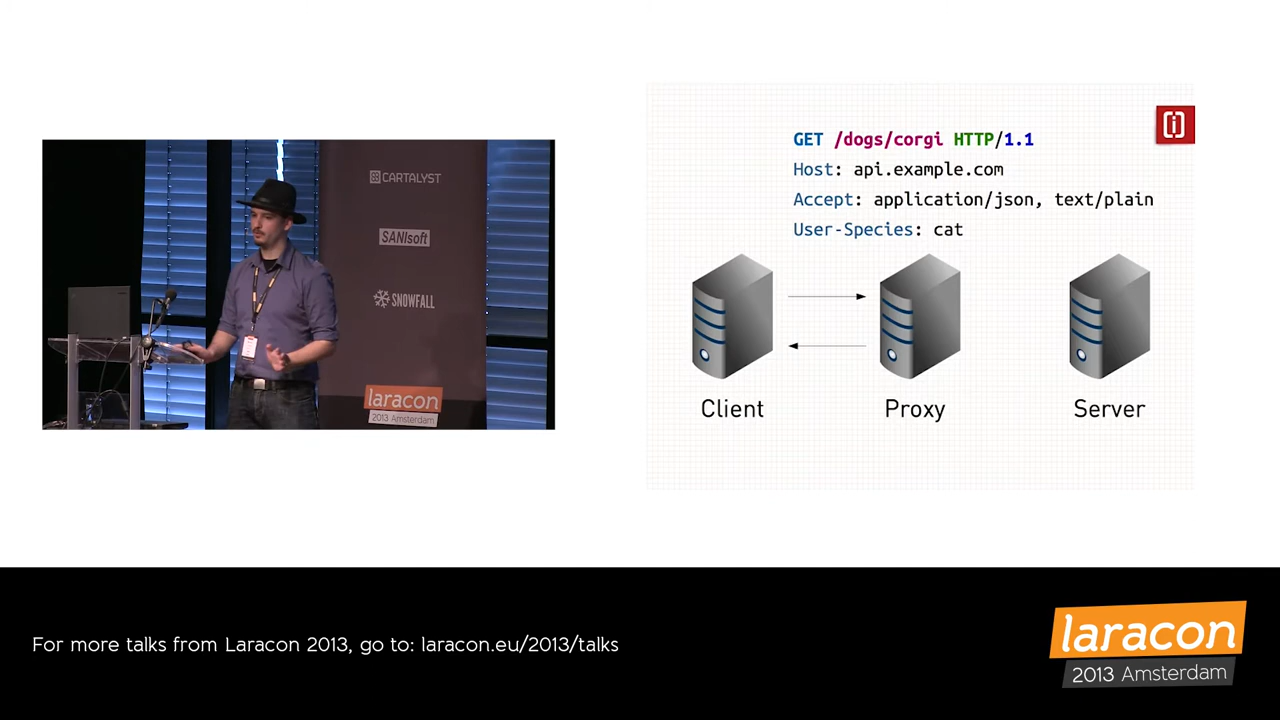 CARTALYST
SANIsoft
SNOWFALL
laracon
2013 Amsterdam
GET /dogs/corgi HTTP/1.1
Host: api.example.com
Accept: application/json, text/plain
User-Species: cat
Client
Proxy
Server
For more talks from Laracon 2013, go to: laracon.eu/2013/talks
laracon
2013 Amsterdam